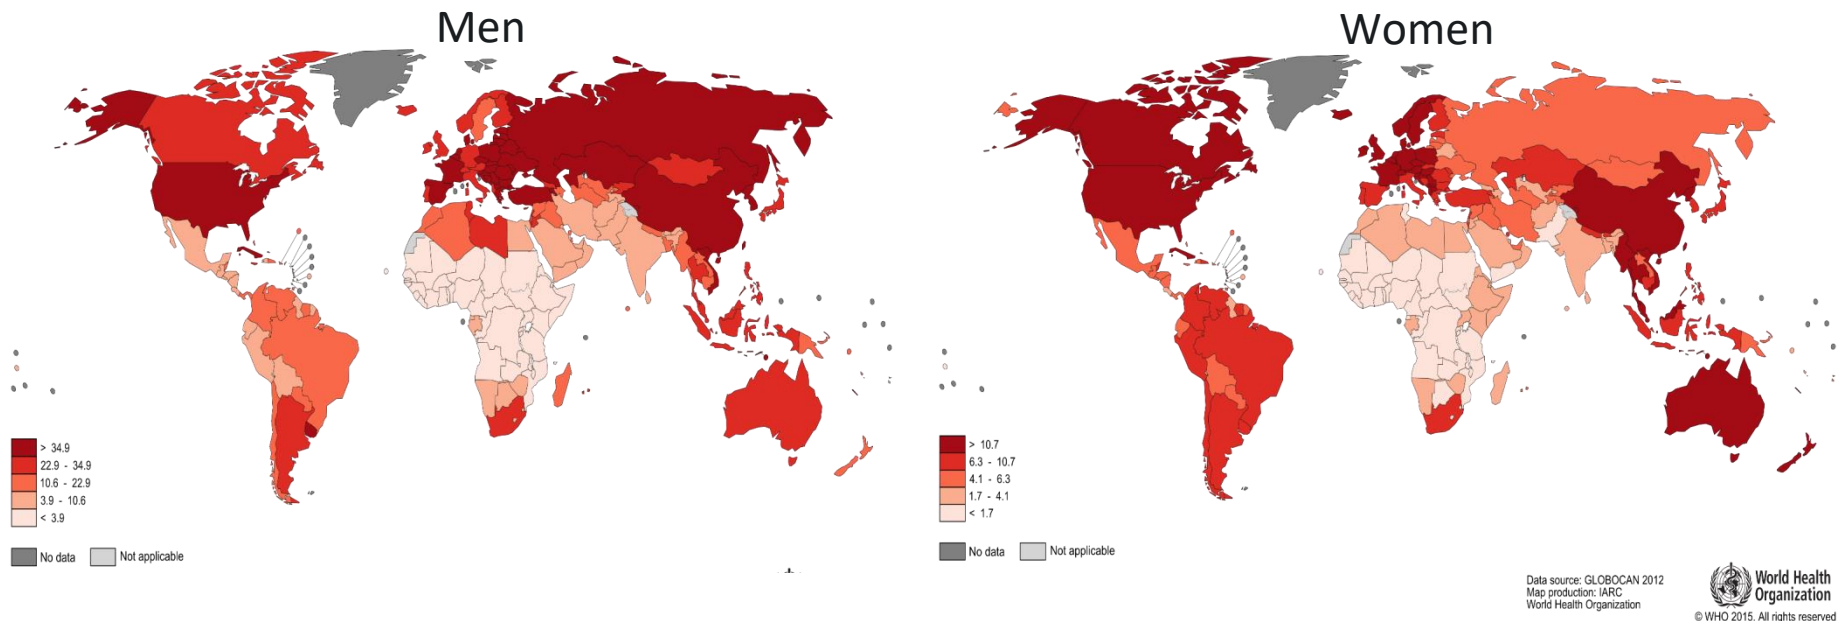 Men
Women
> 34.9
22.9 - 34.9
10.6 - 22.9
3.9 - 10.6
< 3.9
No data
Not applicable
> 10.7
6.3 - 10.7
4.1 - 6.3
1.7 - 4.1
< 1.7
No data
Not applicable
Data source: GLOBOCAN 2012
Map production: IARC
World Health Organization
World Health
Organization
© WHO 2015. All rights reserved